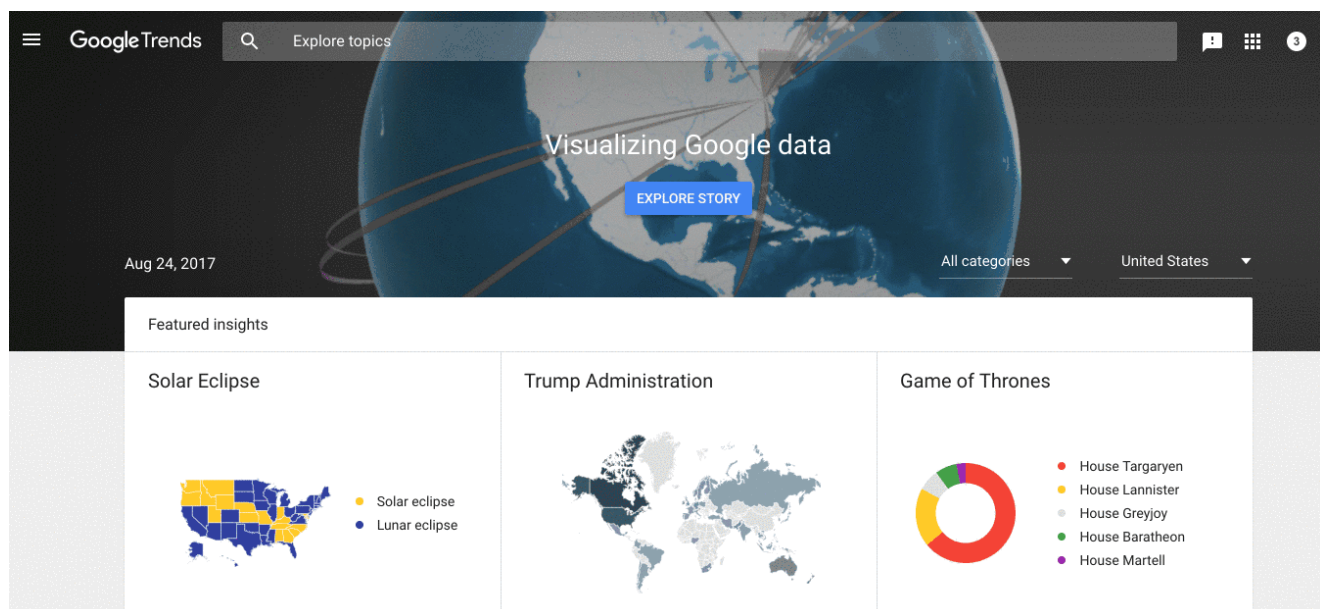 Google Trends
Explore topics
3
Visualizing Google data
EXPLORE STORY
Aug 24, 2017
All categories
United States
Featured insights
Solar Eclipse
Solar eclipse
Lunar eclipse
Trump Administration
Game of Thrones
House Targaryen
House Lannister
House Greyjoy
House Baratheon
House Martell